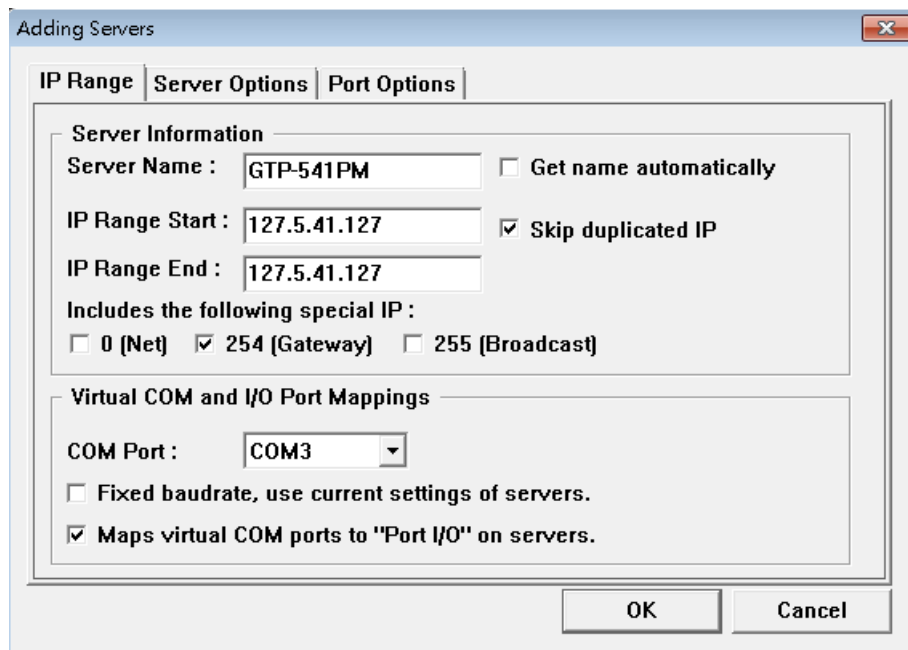 Adding Servers
IP Range Server Options Port Options
Server Information
Server Name : GTP-541PM Get name automatically
IP Range Start : 127.5.41.127 Skip duplicated IP
IP Range End : 127.5.41.127
Includes the following special IP :
0 (Net) 254 (Gateway) 255 (Broadcast)
Virtual COM and I/O Port Mappings
COM Port : COM3
Fixed baudrate, use current settings of servers.
Maps virtual COM ports to "Port I/O" on servers.
OK Cancel